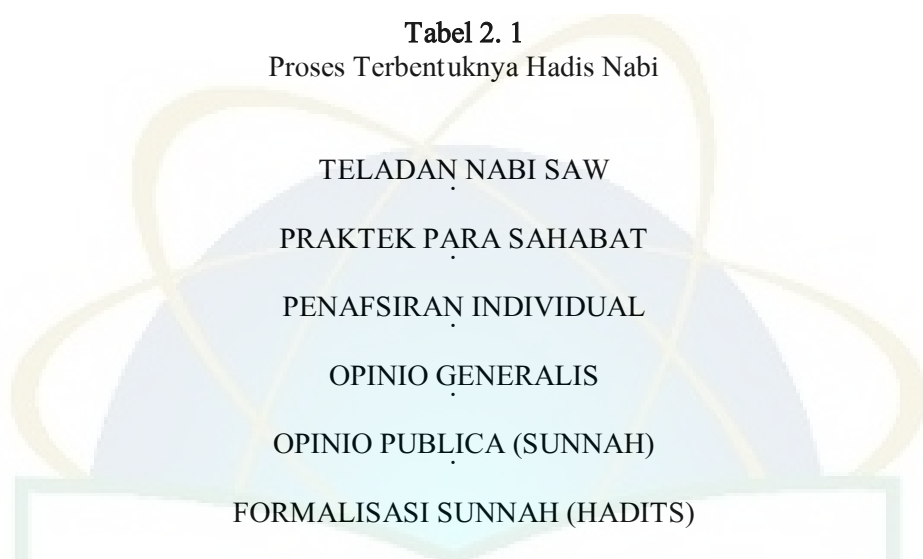 Tabel 2. 1
Proses Terbentuknya Hadis Nabi
TELADAN NABI SAW
PRAKTEK PARA SAHABAT
PENAFSIRAN INDIVIDUAL
OPINIO GENERALIS
OPINIO PUBLICA (SUNNAH)
FORMALISASI SUNNAH (HADITS)